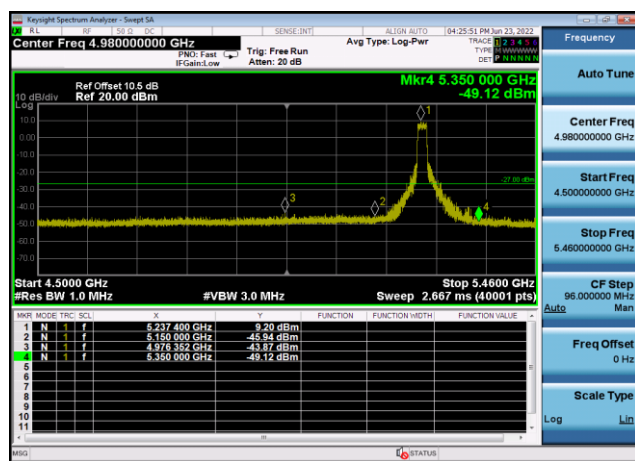 Keysight Spectrum Analyzer - Swept SA
RL RF 50 Ω DC SENSE:INT ALIGN AUTO 04:25:51 PM Jun 23, 2022
Center Freq 4.980000000 GHz
PNO: Fast
IFGain:Low
Trig: Free Run
Atten: 20 dB
Avg Type: Log-Pwr
TRACE 1 2 3 4 5 6
TYPE M W W W W W
DET P N N N N N
Ref Offset 10.5 dB
Ref 20.00 dBm
10 dB/div
Log
Mkr4 5.350 000 GHz
-49.12 dBm
10.0
0.00
-10.0
-20.0
-30.0
-40.0
-50.0
-60.0
-70.0
1
2
3
4
-27.00 dBm
Start 4.5000 GHz
Stop 5.4600 GHz
#Res BW 1.0 MHz
#VBW 3.0 MHz
Sweep 2.667 ms (40001 pts)
MKR MODE TRC SCL X Y FUNCTION FUNCTION WIDTH FUNCTION VALUE
1 N 1 f 5.237 400 GHz 9.20 dBm
2 N 1 f 5.150 000 GHz -45.94 dBm
3 N 1 f 4.976 352 GHz -43.87 dBm
4 N 1 f 5.350 000 GHz -49.12 dBm
5
6
7
8
9
10
11
MSG
STATUS
Frequency
Auto Tune
Center Freq
4.980000000 GHz
Start Freq
4.500000000 GHz
Stop Freq
5.460000000 GHz
CF Step
96.000000 MHz
Auto Man
Freq Offset
0 Hz
Scale Type
Log Lin